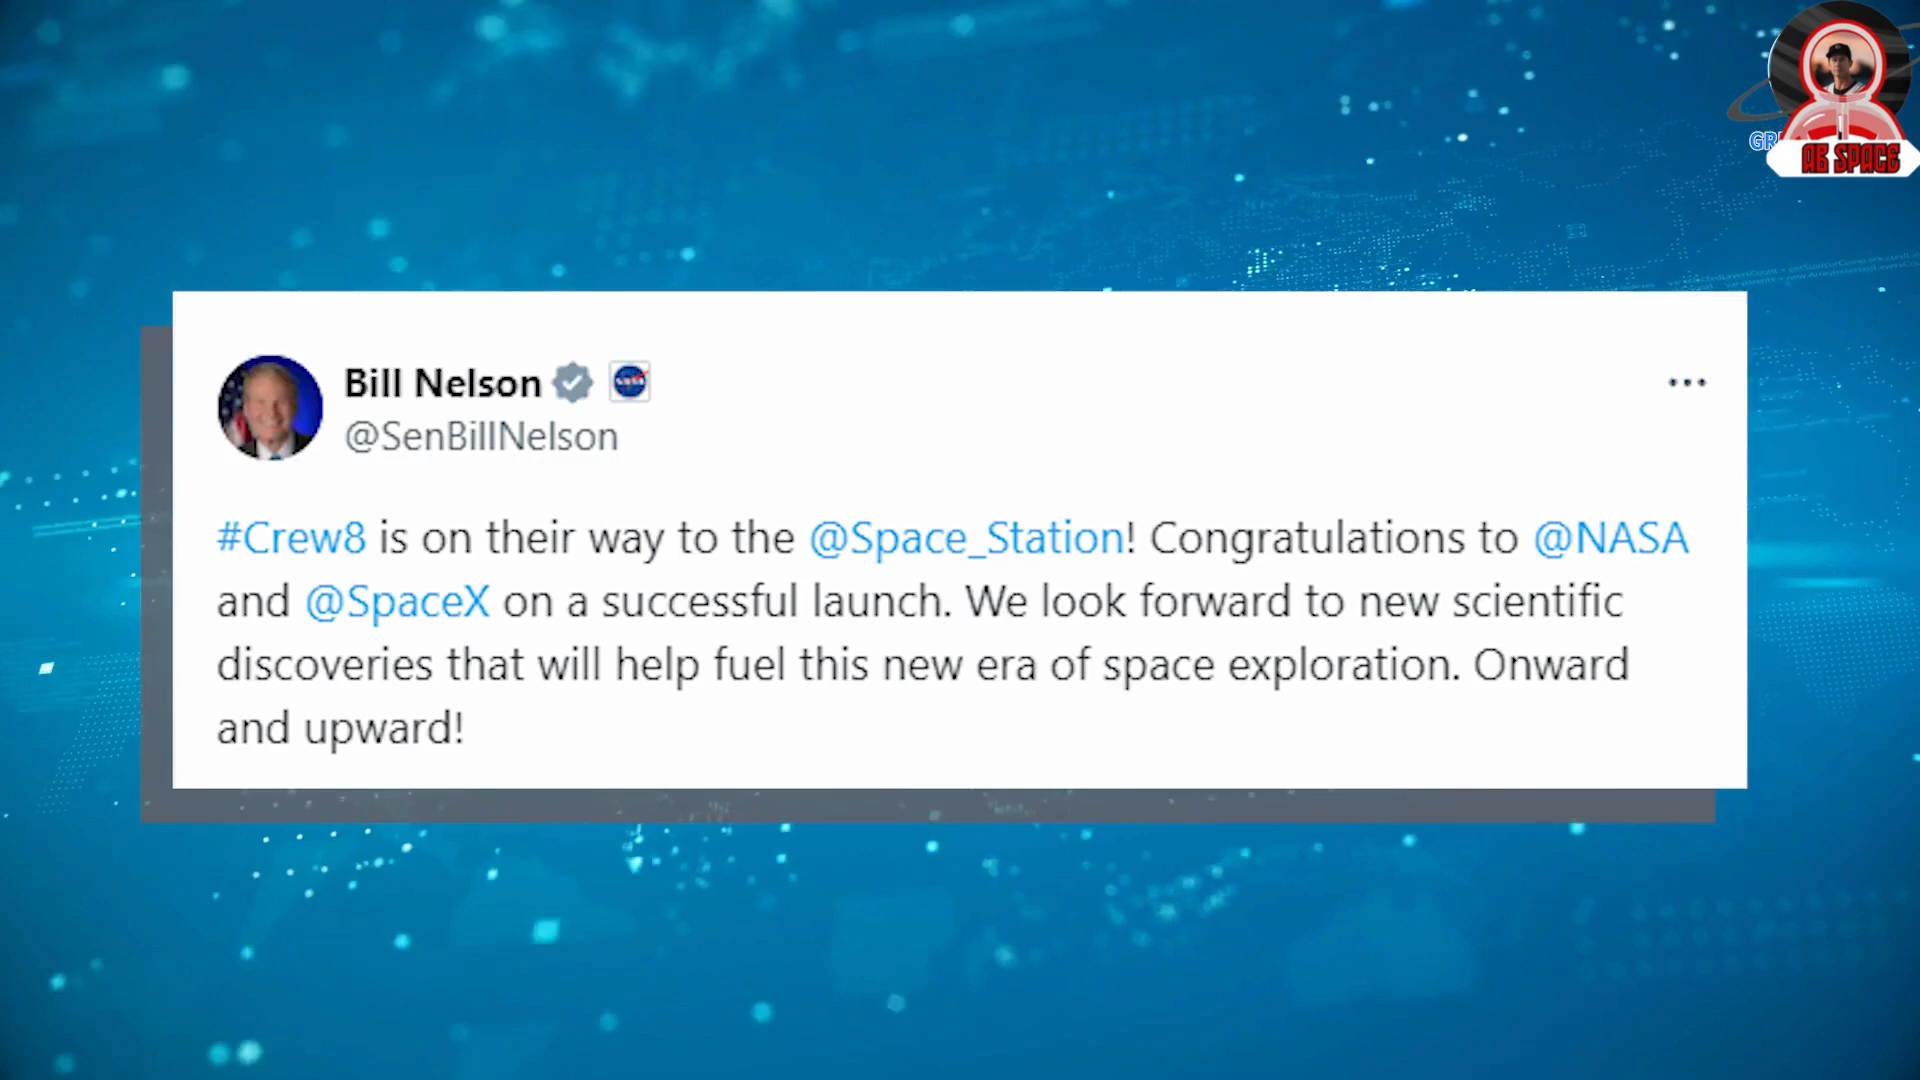 AB SPACE
Bill Nelson
@SenBillNelson
#Crew8 is on their way to the @Space_Station! Congratulations to @NASA
and @SpaceX on a successful launch. We look forward to new scientific
discoveries that will help fuel this new era of space exploration. Onward
and upward!